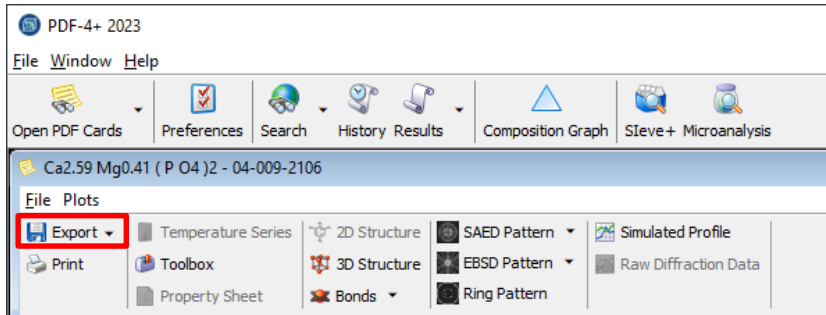 PDF-4+ 2023
File Window Help
Open PDF Cards Preferences Search History Results Composition Graph SIeve+ Microanalysis
Ca2.59 Mg0.41 ( P O4 )2 - 04-009-2106
File Plots
Export Temperature Series 2D Structure SAED Pattern Simulated Profile
Print Toolbox 3D Structure EBSD Pattern Raw Diffraction Data
Property Sheet Bonds Ring Pattern